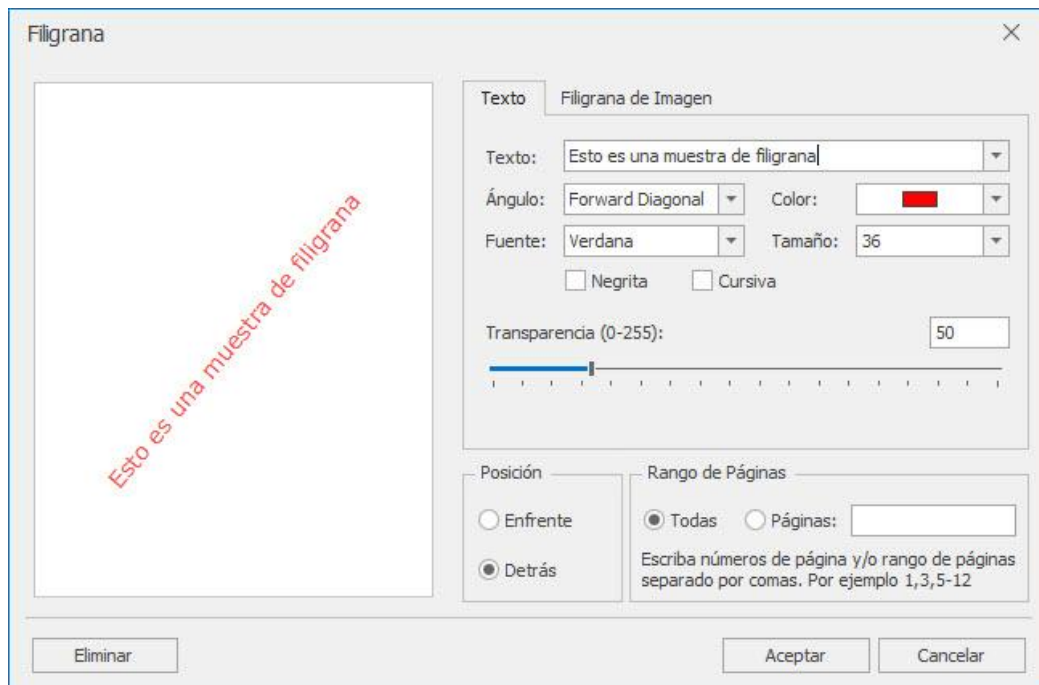 Filigrana
Esto es una muestra de filigrana
Texto Filigrana de Imagen
Texto: Esto es una muestra de filigrana
Ángulo: Forward Diagonal Color:
Fuente: Verdana Tamaño: 36
Negrita Cursiva
Transparencia (0-255): 50
Posición
Enfrente
Detrás
Rango de Páginas
Todas Páginas:
Escriba números de página y/o rango de páginas
separado por comas. Por ejemplo 1,3,5-12
Eliminar Aceptar Cancelar